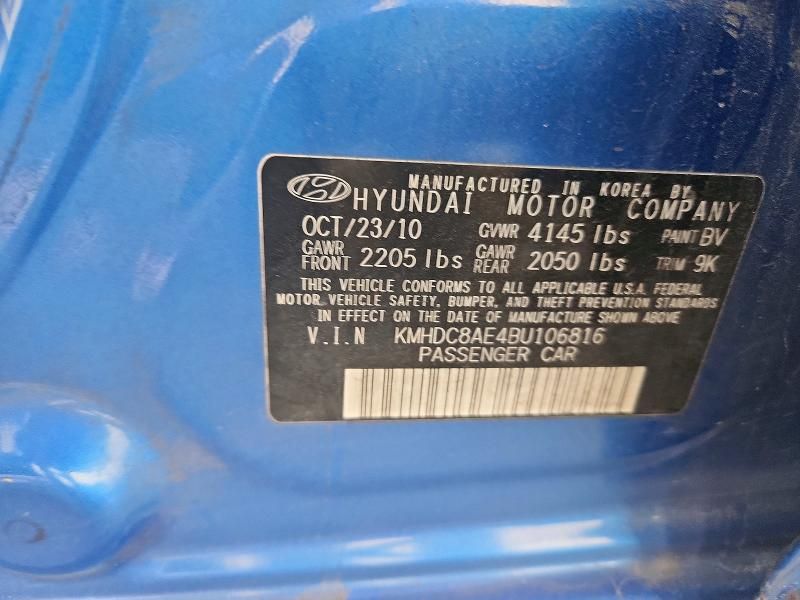 MANUFACTURED IN KOREA BY
HYUNDAI MOTOR COMPANY
OCT/23/10 GVWR 4145 lbs PAINT BV
GAWR FRONT 2205 lbs GAWR REAR 2050 lbs TRIM 9K
THIS VEHICLE CONFORMS TO ALL APPLICABLE U.S.A. FEDERAL
MOTOR VEHICLE SAFETY, BUMPER, AND THEFT PREVENTION STANDARDS
IN EFFECT ON THE DATE OF MANUFACTURE SHOWN ABOVE
V.I.N KMHDC8AE4BU106816
PASSENGER CAR